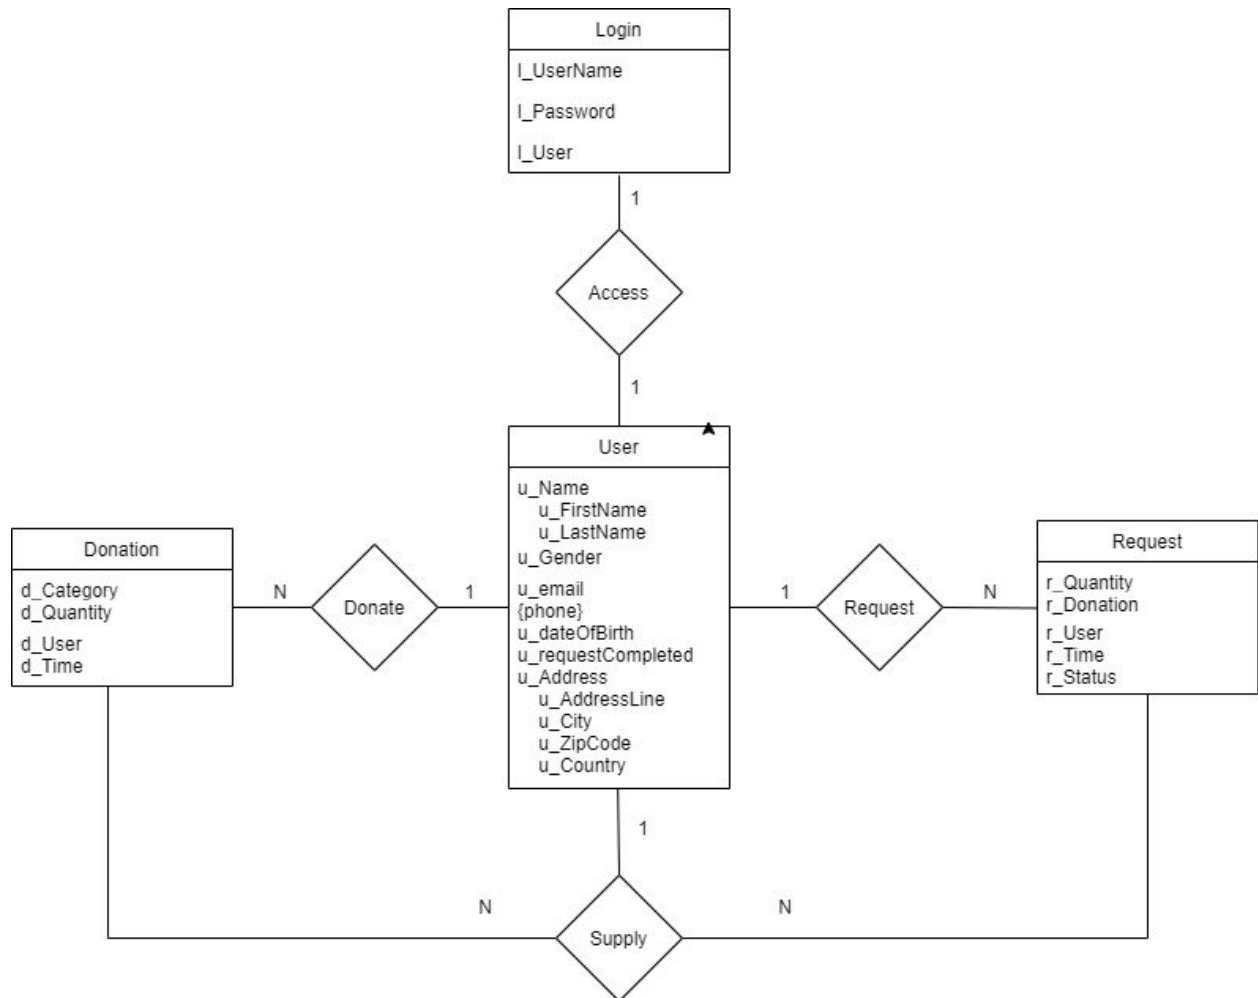 Login
l_UserName
l_Password
l_User
1
Access
1
User
u_Name
u_FirstName
u_LastName
u_Gender
u_email
{phone}
u_dateOfBirth
u_requestCompleted
u_Address
u_AddressLine
u_City
u_ZipCode
u_Country
Donation
d_Category
d_Quantity
d_User
d_Time
N
Donate
1
1
Request
N
Request
r_Quantity
r_Donation
r_User
r_Time
r_Status
1
N
N
Supply